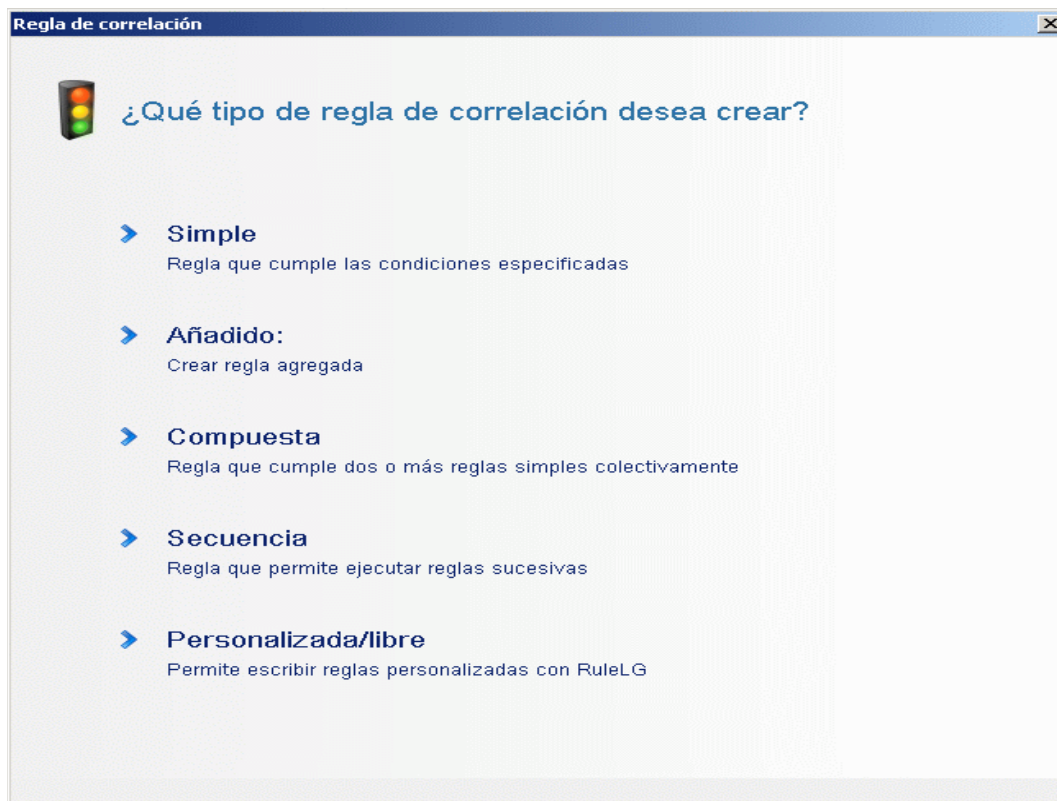 Regla de correlación
¿Qué tipo de regla de correlación desea crear?
Simple
Regla que cumple las condiciones especificadas
Añadido:
Crear regla agregada
Compuesta
Regla que cumple dos o más reglas simples colectivamente
Secuencia
Regla que permite ejecutar reglas sucesivas
Personalizada/libre
Permite escribir reglas personalizadas con RuleLG